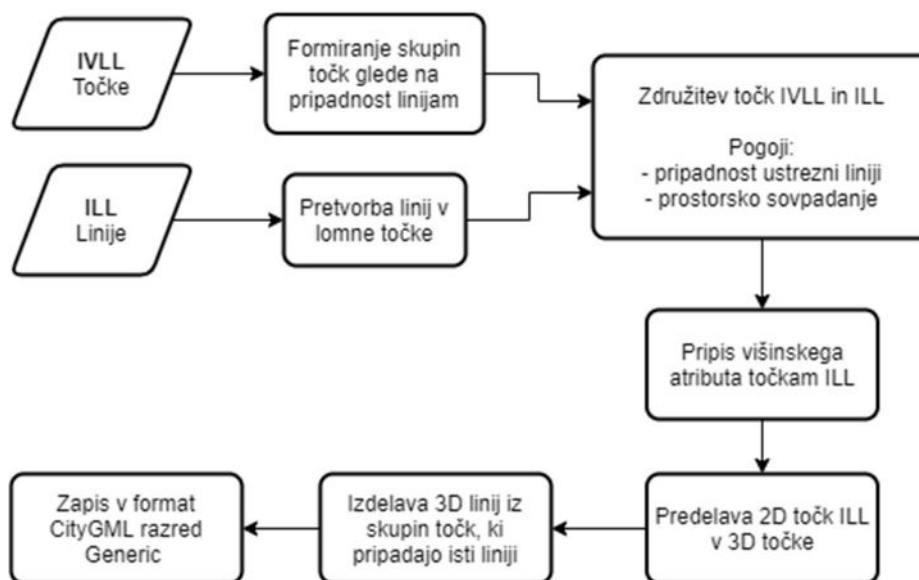 IVLL
Točke
Formiranje skupin
točk glede na
pripadnost linijam
ILL
Linije
Pretvorba linij v
lomne točke
Združitev točk IVLL in ILL
Pogoji:
- pripadnost ustrezni liniji
- prostorsko sovpadanje
Pripis višinskega
atributa točkam ILL
Predelava 2D točk ILL
v 3D točke
Izdelava 3D linij iz
skupin točk, ki
pripadajo isti liniji
Zapis v format
CityGML razred
Generic